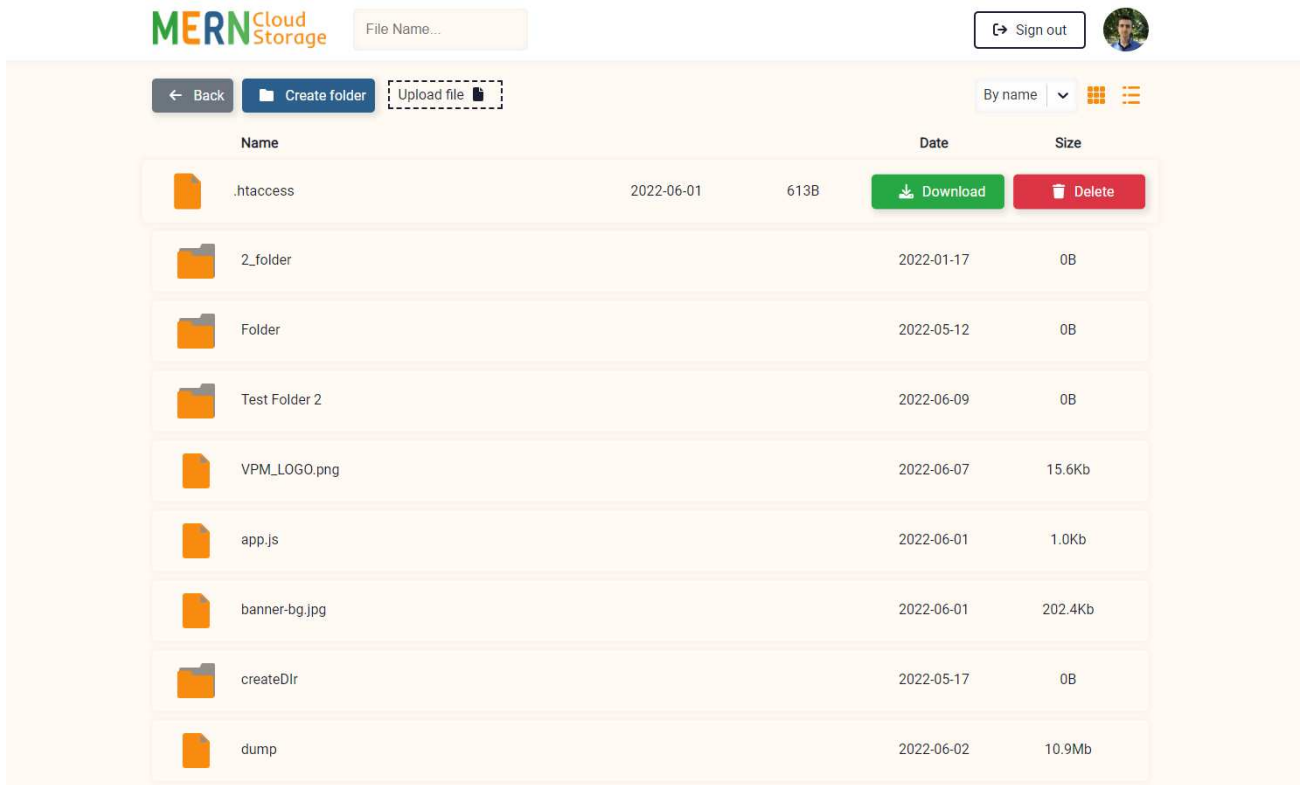 MERN Cloud Storage
File Name...
Sign out
Back
Create folder
Upload file
By name
Name Date Size
.htaccess 2022-06-01 613B Download Delete
2_folder 2022-01-17 0B
Folder 2022-05-12 0B
Test Folder 2 2022-06-09 0B
VPM_LOGO.png 2022-06-07 15.6Kb
app.js 2022-06-01 1.0Kb
banner-bg.jpg 2022-06-01 202.4Kb
createDIr 2022-05-17 0B
dump 2022-06-02 10.9Mb